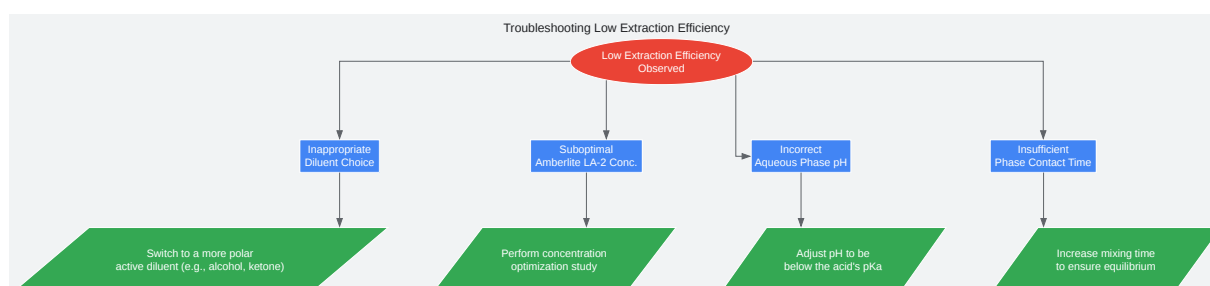 Troubleshooting Low Extraction Efficiency
Low Extraction Efficiency
Observed
Inappropriate
Diluent Choice
Suboptimal
Amberlite LA-2 Conc.
Incorrect
Aqueous Phase pH
Insufficient
Phase Contact Time
Switch to a more polar
active diluent (e.g., alcohol, ketone)
Perform concentration
optimization study
Adjust pH to be
below the acid's pKa
Increase mixing time
to ensure equilibrium